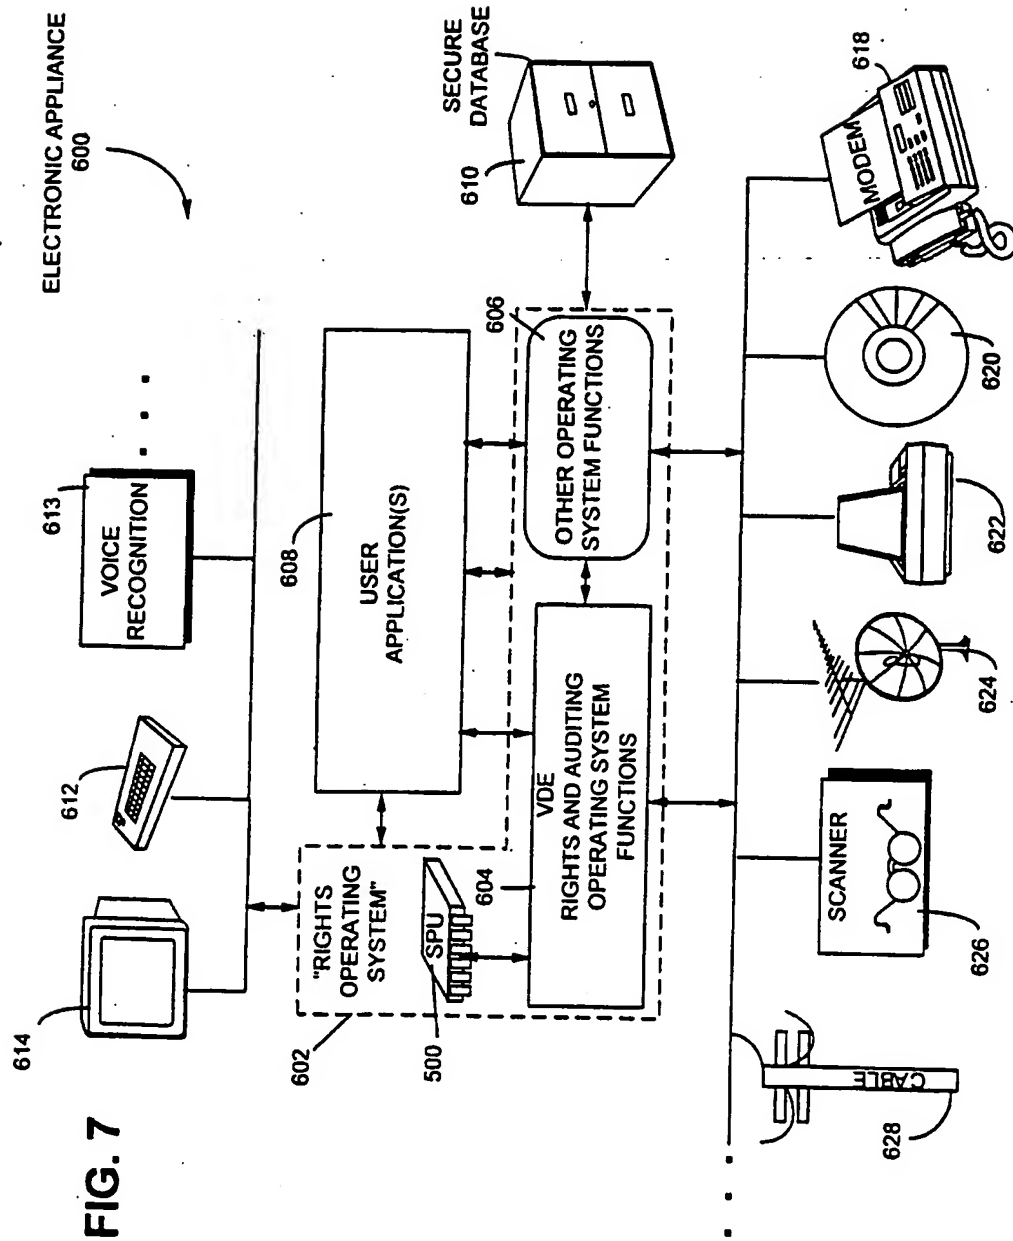 FIG. 7
ELECTRONIC APPLIANCE
600
614
612
613
VOICE
RECOGNITION
608
USER
APPLICATION(S)
602
"RIGHTS
OPERATING
SYSTEM"
500
SPU
604
VDE
RIGHTS AND AUDITING
OPERATING SYSTEM
FUNCTIONS
606
OTHER OPERATING
SYSTEM FUNCTIONS
610
SECURE
DATABASE
628
CABLE
SCANNER
626
624
622
620
MODEM
618